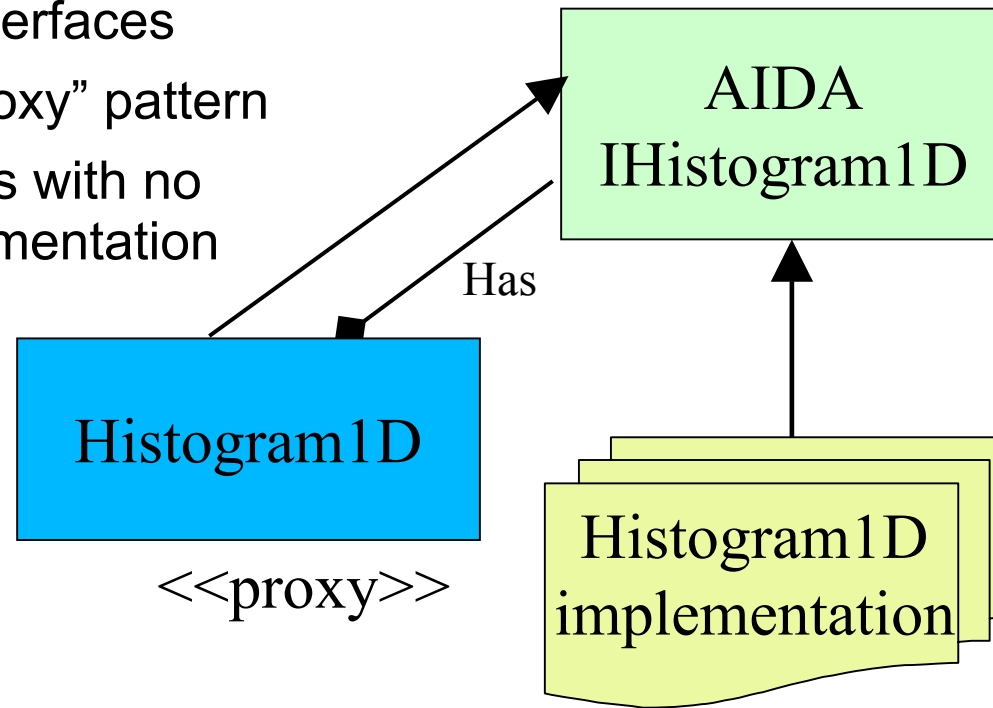 erfaces
oxy” pattern
s with no
mentation
AIDA
IHistogram1D
Has
Histogram1D
<<proxy>>
Histogram1D
implementation